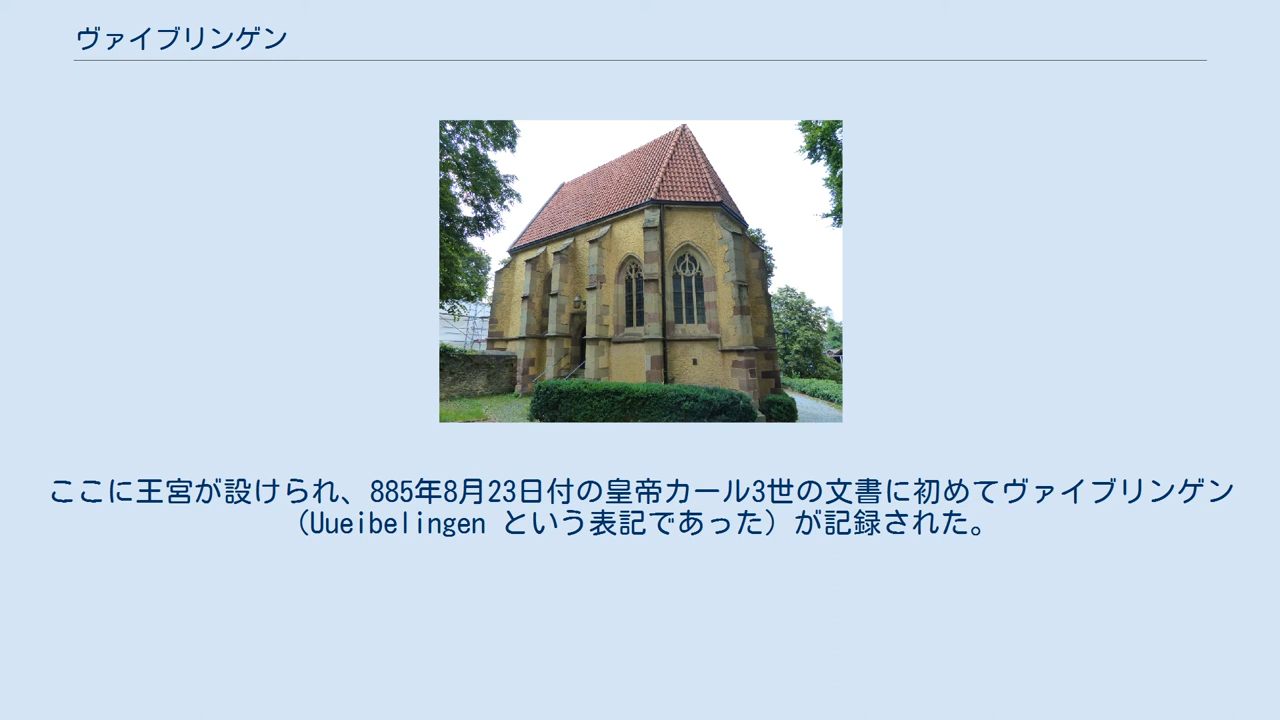 ヴァイブリンゲン
ここに王宮が設けられ、885年8月23日付の皇帝カール3世の文書に初めてヴァイブリンゲン
（Uueibelingen という表記であった）が記録された。